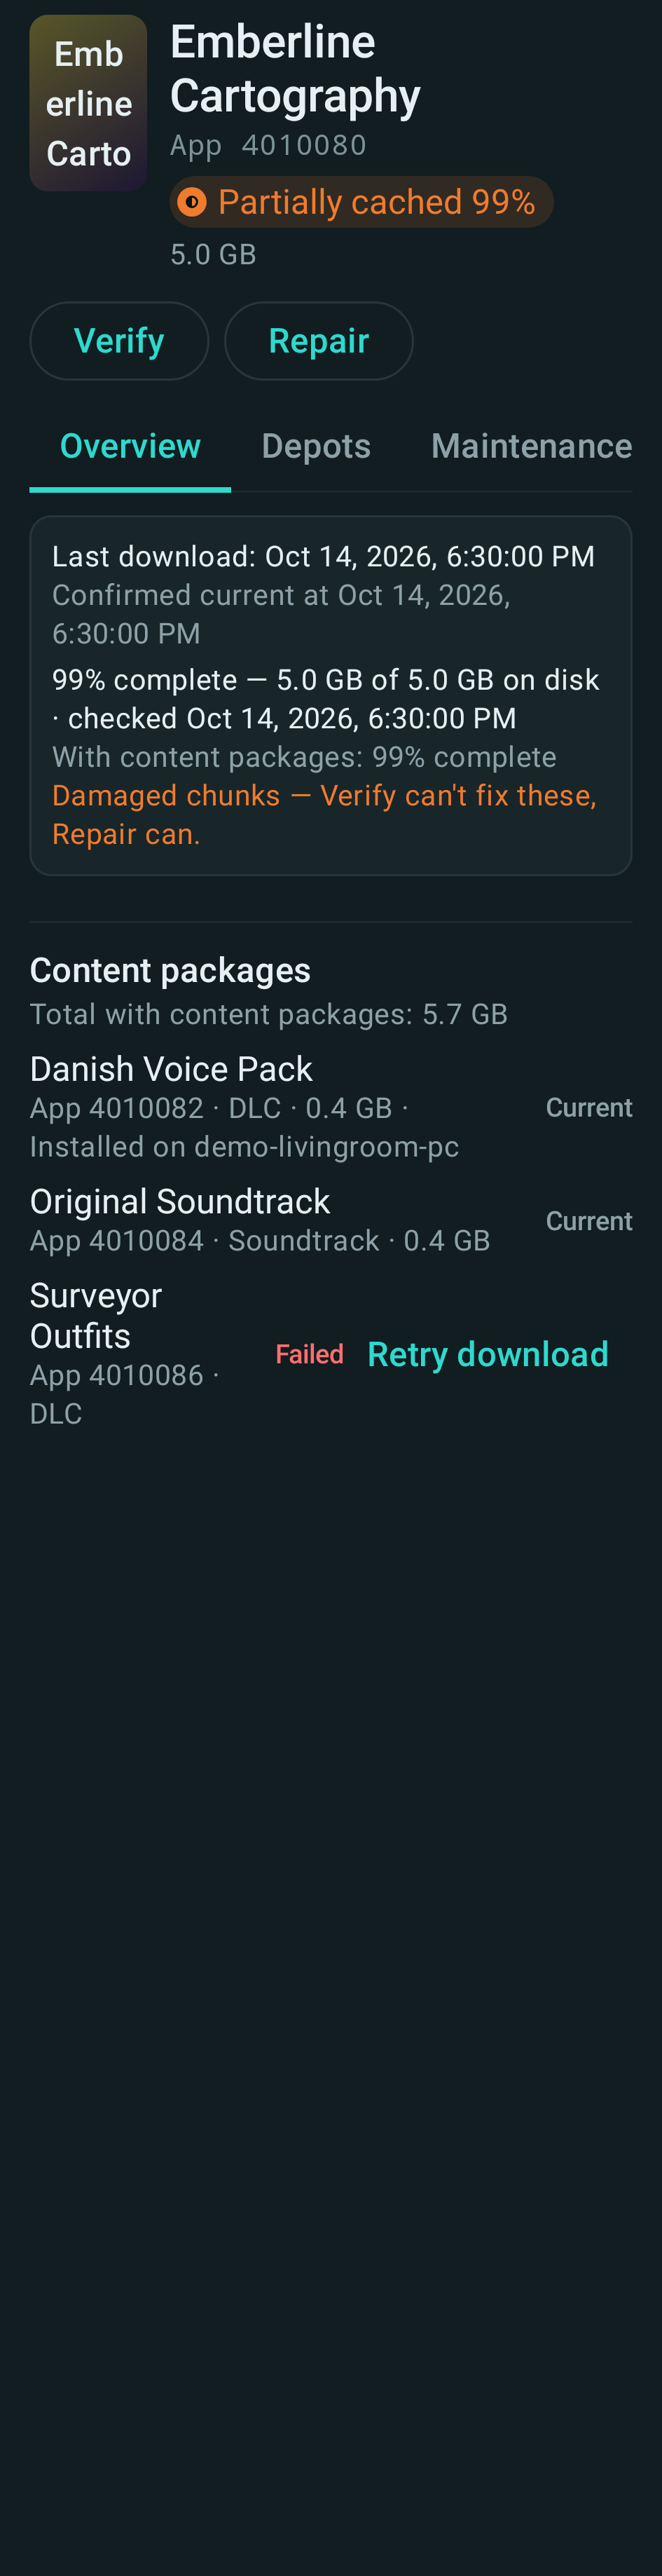 Emb
erline
Carto
Emberline
Cartography
App 4010080
Partially cached 99%
5.0 GB
Verify
Repair
Overview
Depots
Maintenance
Last download: Oct 14, 2026, 6:30:00 PM
Confirmed current at Oct 14, 2026,
6:30:00 PM
99% complete — 5.0 GB of 5.0 GB on disk
· checked Oct 14, 2026, 6:30:00 PM
With content packages: 99% complete
Damaged chunks — Verify can't fix these,
Repair can.
Content packages
Total with content packages: 5.7 GB
Danish Voice Pack
App 4010082 · DLC · 0.4 GB ·
Installed on demo-livingroom-pc
Current
Original Soundtrack
App 4010084 · Soundtrack · 0.4 GB
Current
Surveyor
Outfits
App 4010086 ·
DLC
Failed
Retry download